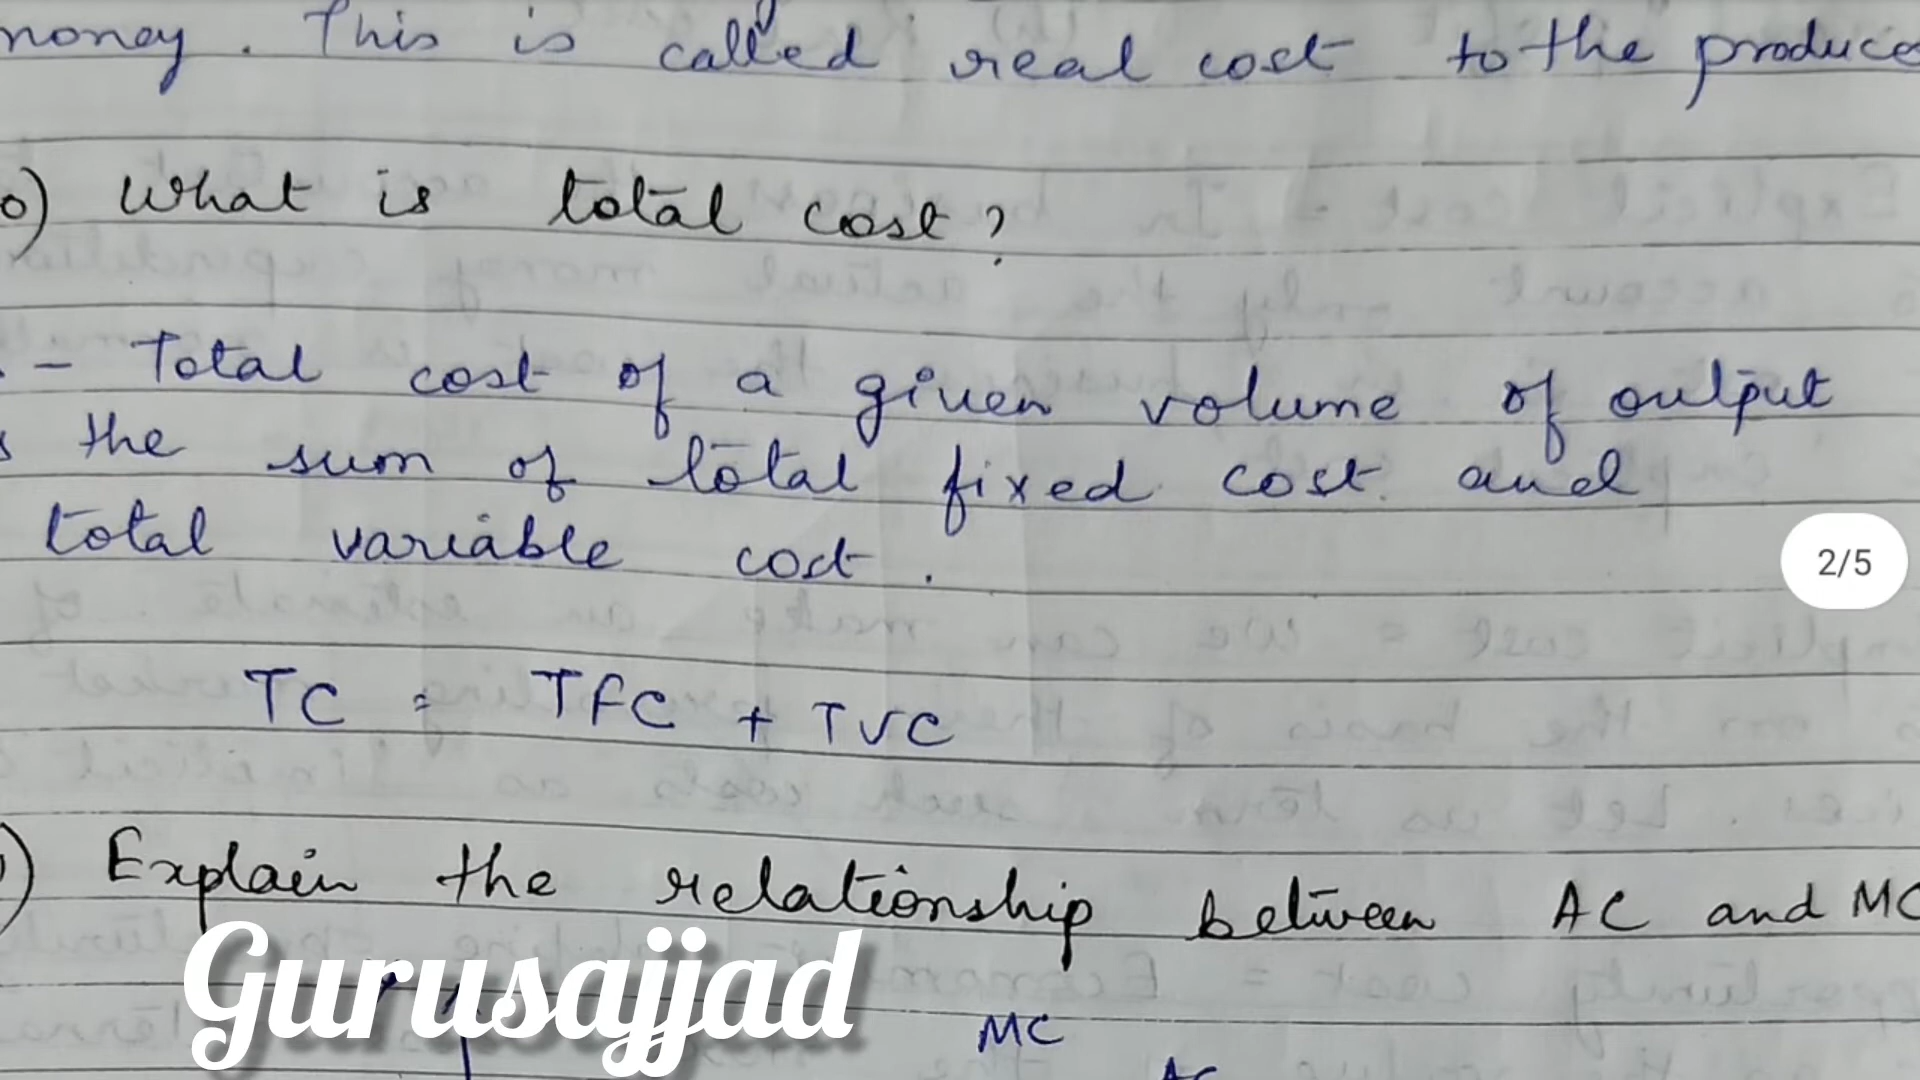 money. This is called real cost to the produce
o) What is total cost?
- Total cost of a given volume of output
s the sum of total fixed cost and
total variable cost.
2/5
TC = TFC + TVC
) Explain the relationship between AC and MC
Gurusajjad
MC
AC